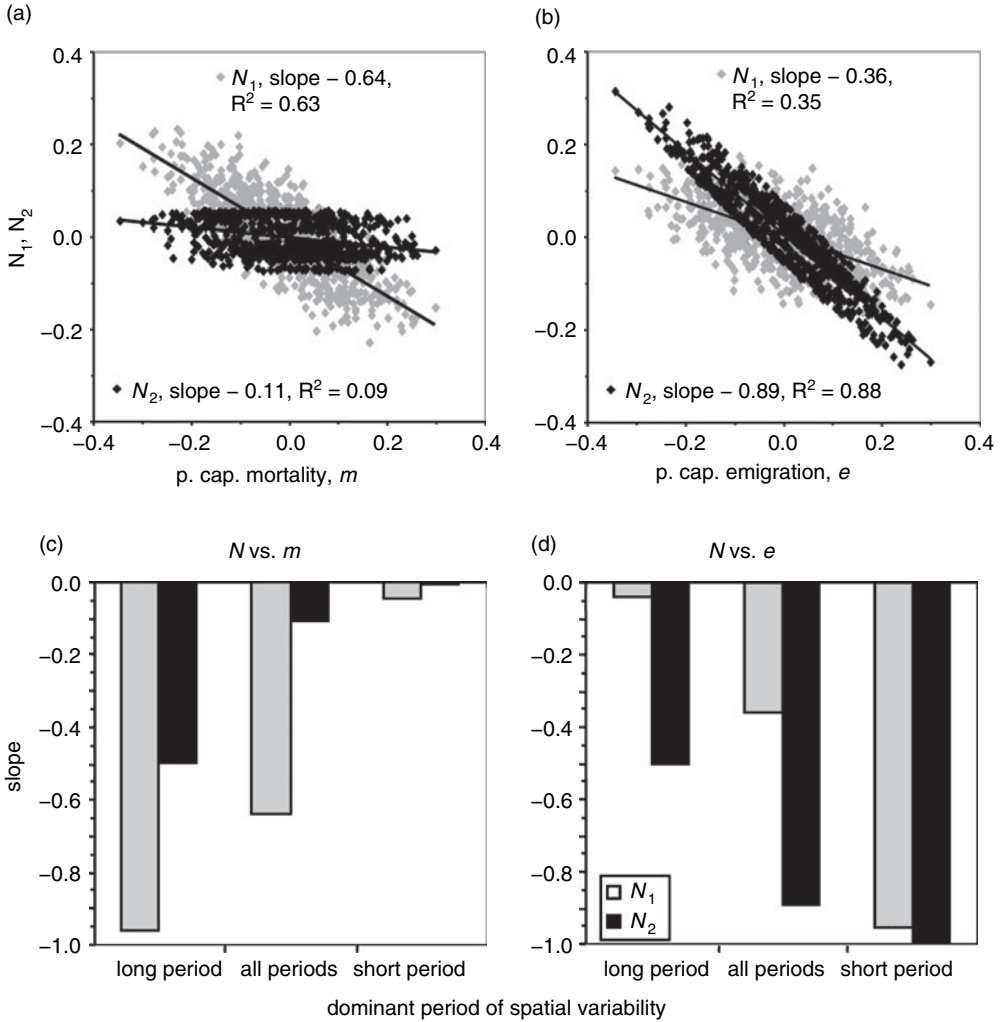 (a)
N₁, slope – 0.64,
R² = 0.63
N₂, slope – 0.11, R² = 0.09
0.4
0.2
0.0
−0.2
−0.4
N₁, N₂
−0.4 −0.2 0.0 0.2 0.4
p. cap. mortality, m
(b)
N₁, slope – 0.36,
R² = 0.35
N₂, slope – 0.89, R² = 0.88
0.4
0.2
0.0
−0.2
−0.4
−0.4 −0.2 0.0 0.2 0.4
p. cap. emigration, e
(c)
N vs. m
0.0
−0.2
−0.4
−0.6
−0.8
−1.0
slope
long period all periods short period
(d)
N vs. e
0.0
−0.2
−0.4
−0.6
−0.8
−1.0
N₁
N₂
long period all periods short period
dominant period of spatial variability